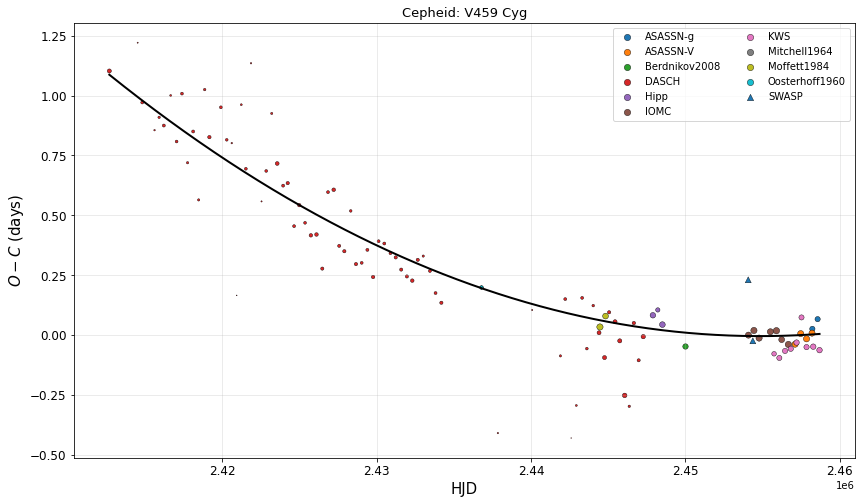 Cepheid: V459 Cyg
O − C (days)
1.25
1.00
0.75
0.50
0.25
0.00
−0.25
−0.50
ASASSN-g
ASASSN-V
Berdnikov2008
DASCH
Hipp
IOMC
KWS
Mitchell1964
Moffett1984
Oosterhoff1960
SWASP
2.42
2.43
2.44
2.45
2.46
1e6
HJD